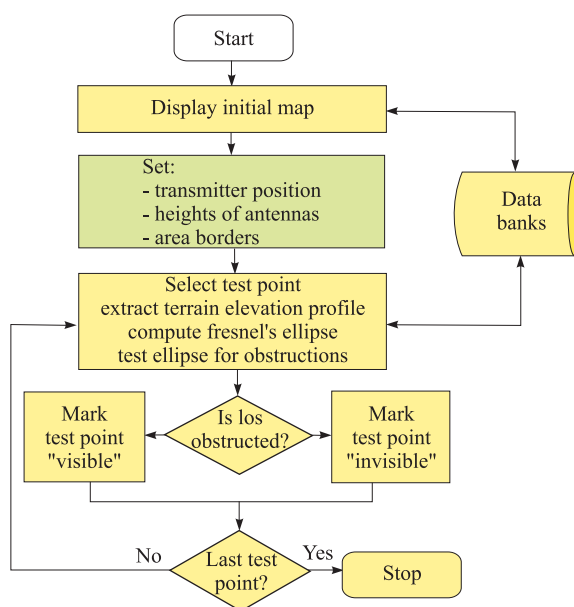 Start
Display initial map
Set:
- transmitter position
- heights of antennas
- area borders
Data
banks
Select test point
extract terrain elevation profile
compute fresnel's ellipse
test ellipse for obstructions
Mark
test point
"visible"
Is los
obstructed?
Mark
test point
"invisible"
No
Last test
point?
Yes
Stop